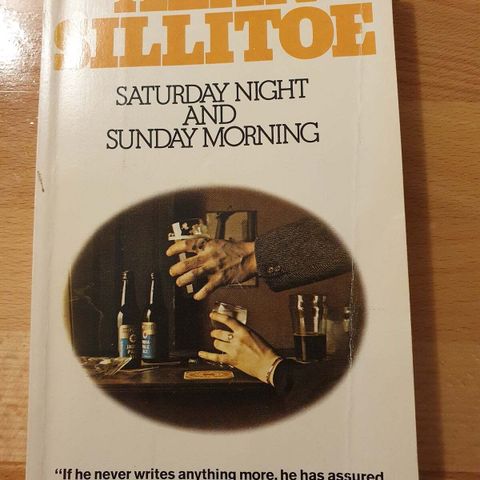 SILLITOE
SATURDAY NIGHT
AND
SUNDAY MORNING
"If he never writes anything more, he has assured